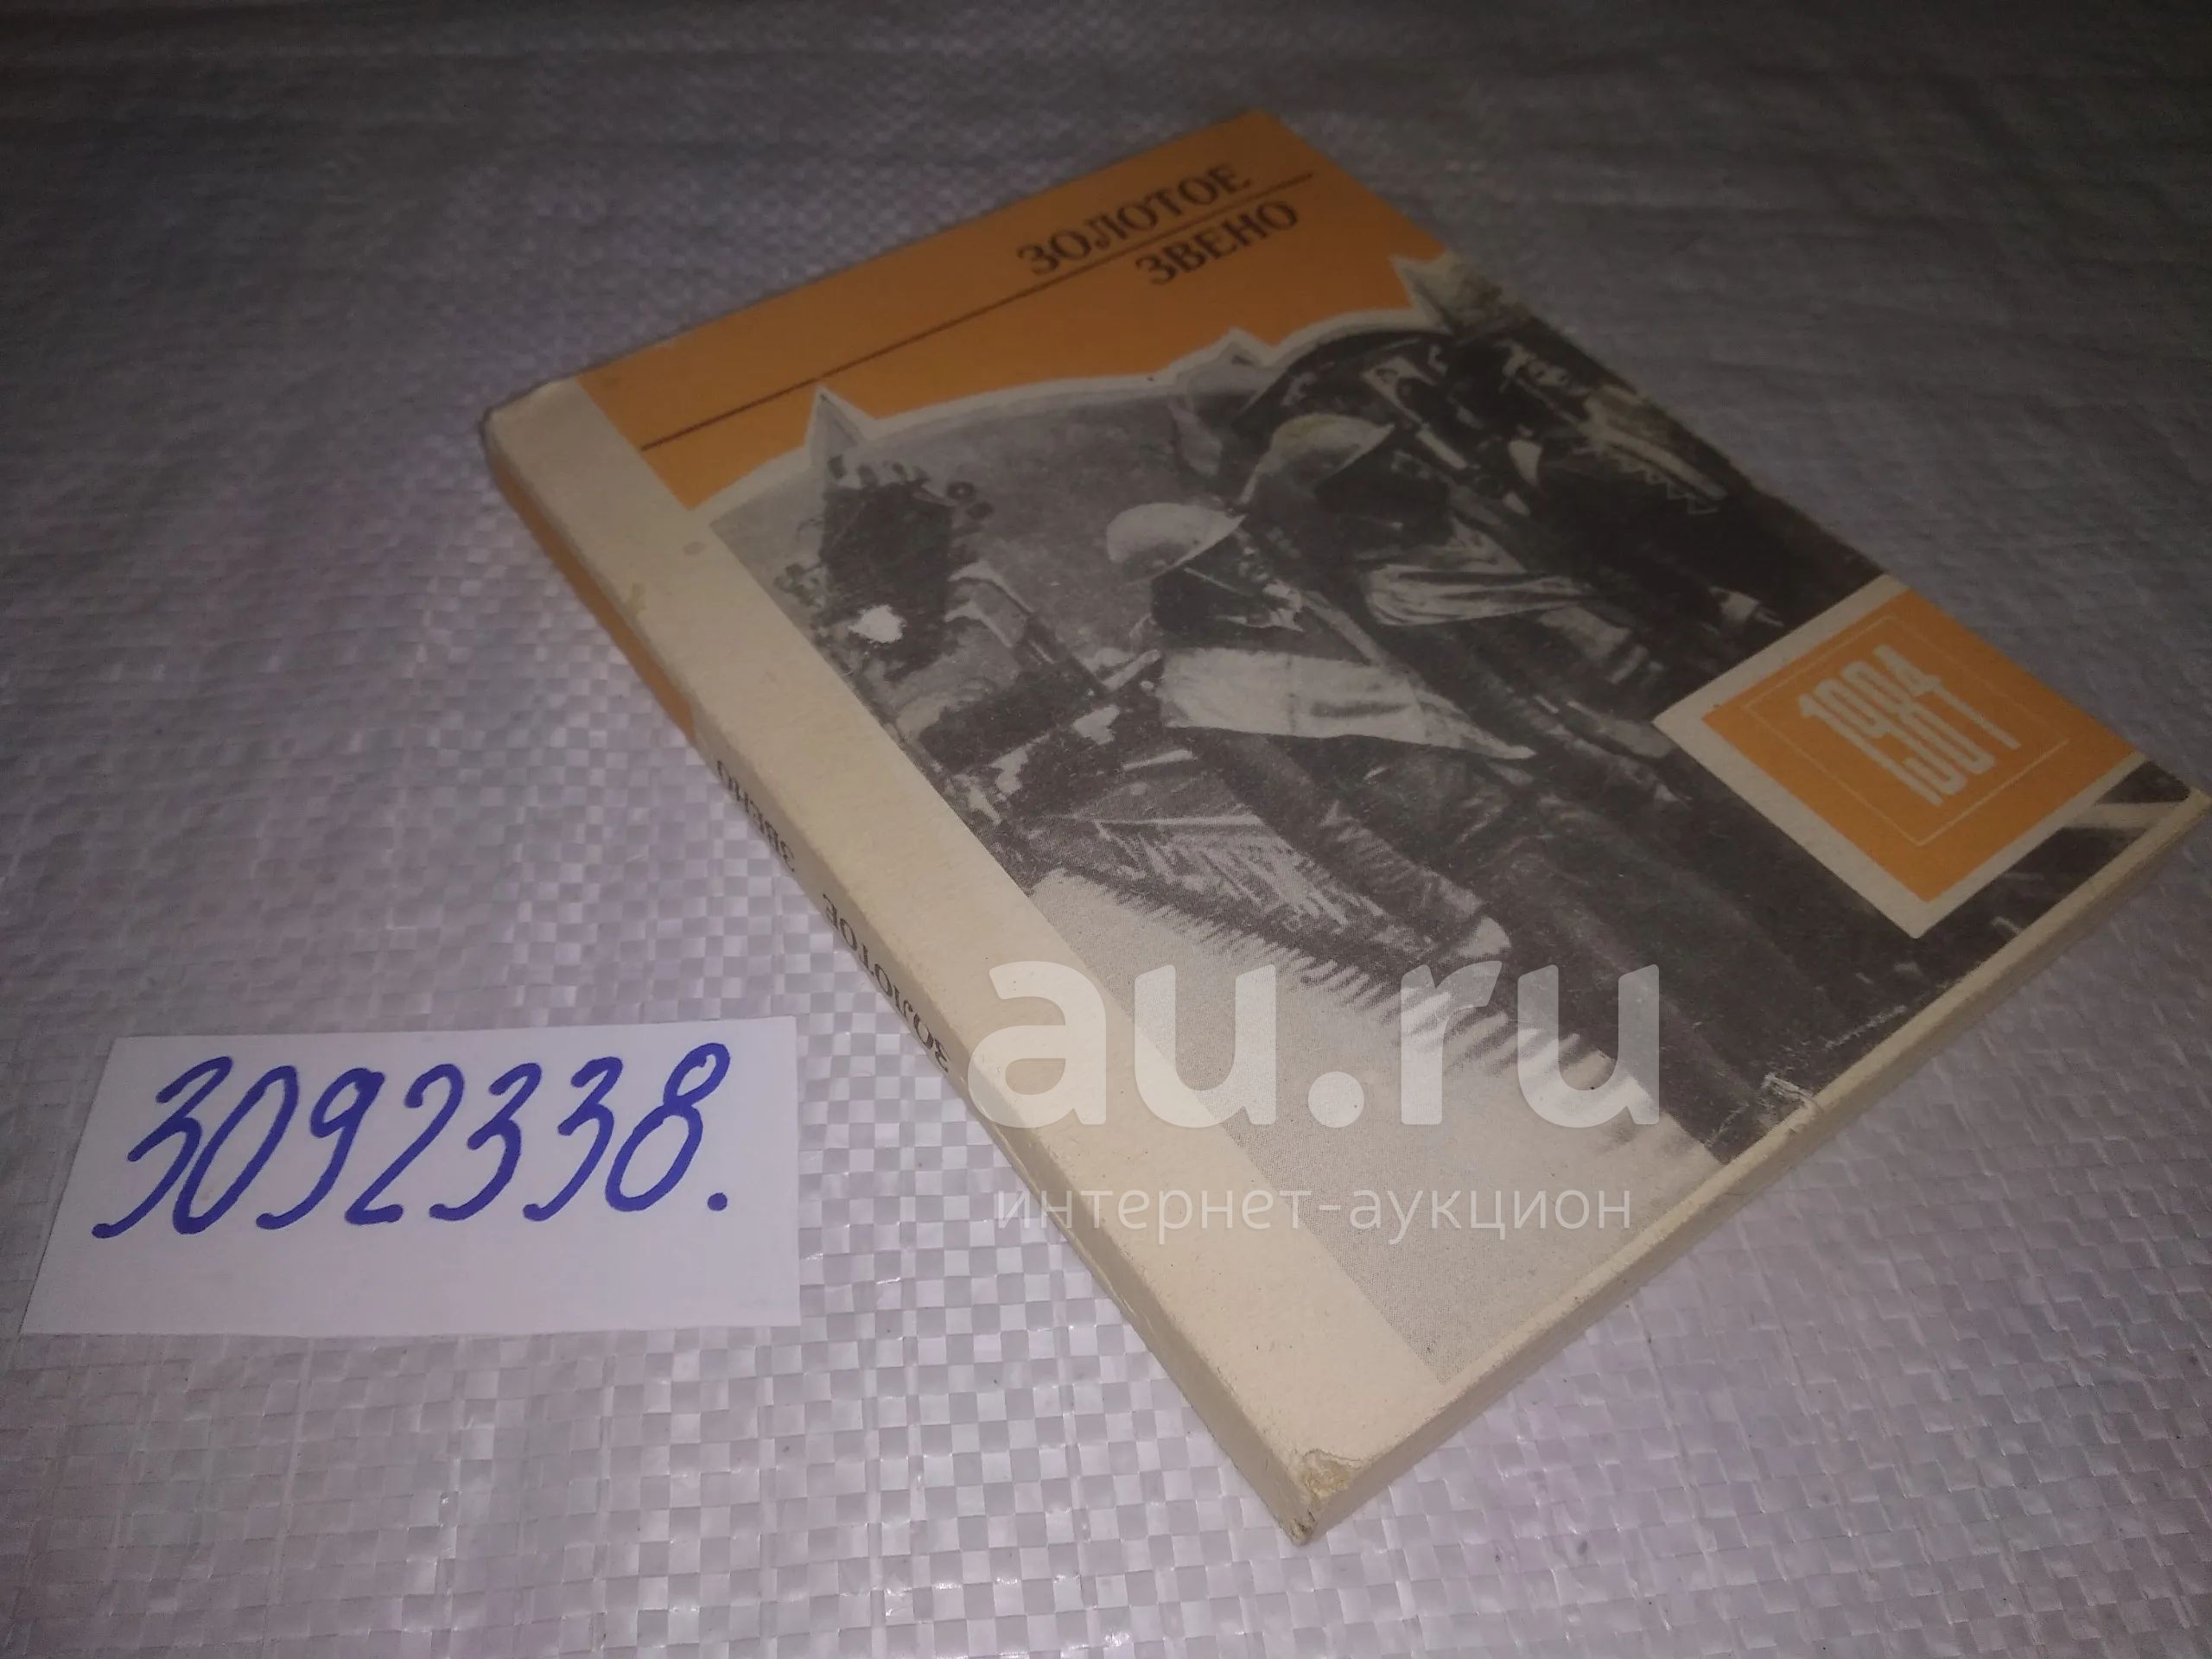 ЗОЛОТОЕ
ЗВЕНО
1984
ЗОЛОТОЕ ЗВЕНО
3092338.
au.ru
интернет-аукцион